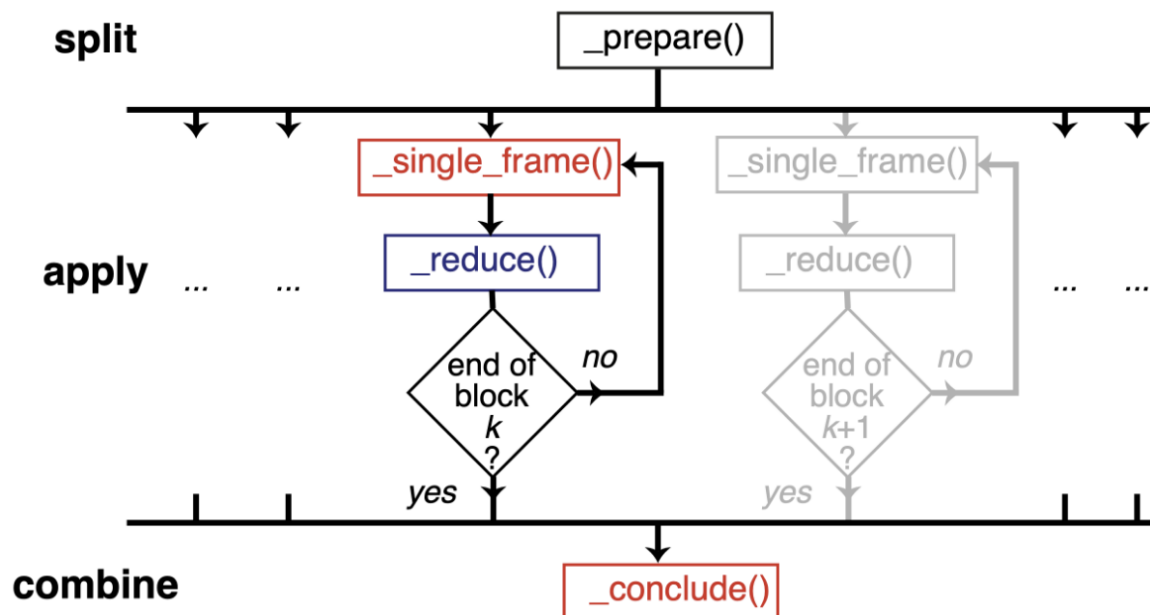 split
_prepare()
_single_frame()
_single_frame()
_reduce()
_reduce()
apply
...
...
...
...
end of
block
k
?
no
end of
block
k+1
?
no
yes
yes
combine
_conclude()